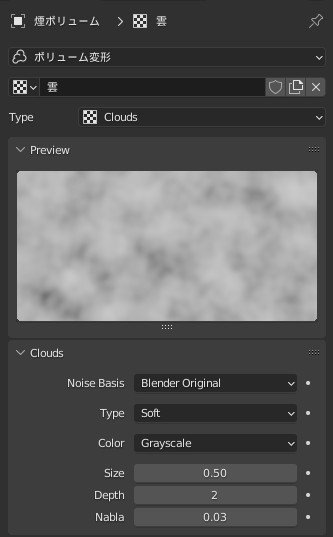 煙ボリューム > 雲
ボリューム変形
雲
Type Clouds
Preview
Clouds
Noise Basis Blender Original
Type Soft
Color Grayscale
Size 0.50
Depth 2
Nabla 0.03